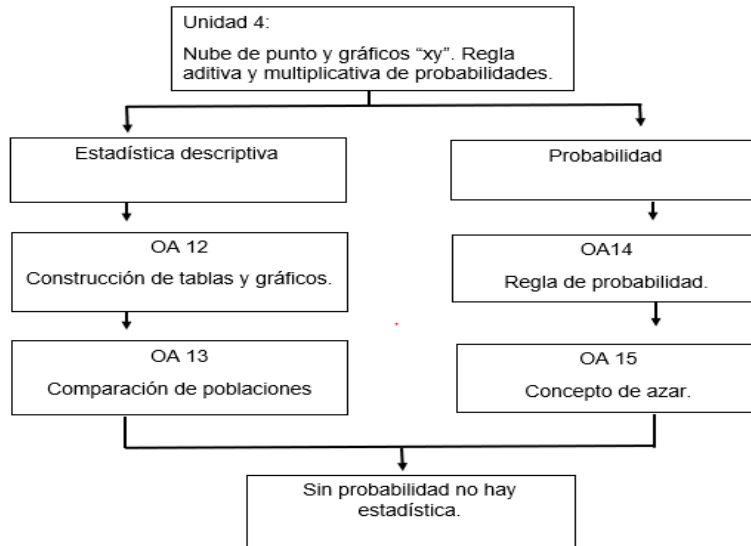 Unidad 4:
Nube de punto y gráficos “xy”. Regla
aditiva y multiplicativa de probabilidades.
Estadística descriptiva
Probabilidad
OA 12
Construcción de tablas y gráficos.
OA14
Regla de probabilidad.
OA 13
Comparación de poblaciones
OA 15
Concepto de azar.
Sin probabilidad no hay
estadística.